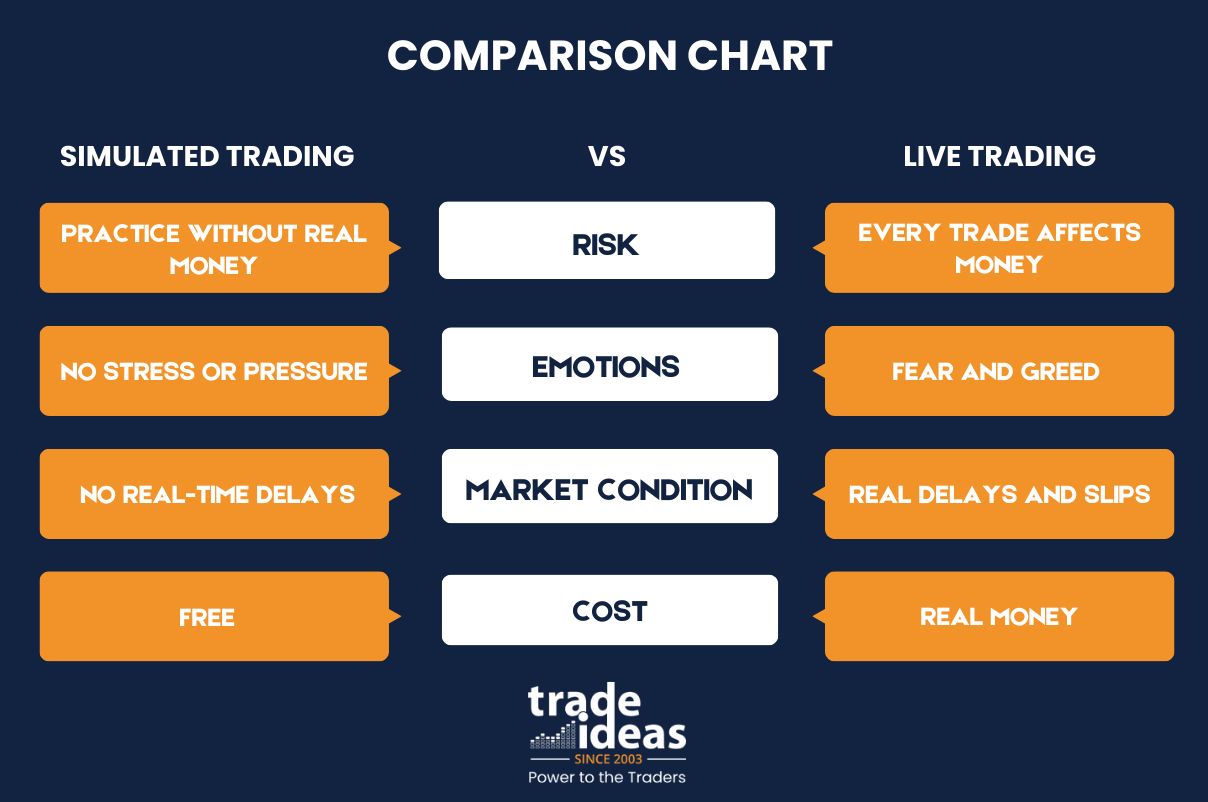 COMPARISON CHART
SIMULATED TRADING
VS
LIVE TRADING
PRACTICE WITHOUT REAL
MONEY
RISK
EVERY TRADE AFFECTS
MONEY
NO STRESS OR PRESSURE
EMOTIONS
FEAR AND GREED
NO REAL-TIME DELAYS
MARKET CONDITION
REAL DELAYS AND SLIPS
FREE
COST
REAL MONEY
trade
ideas
SINCE 2003
Power to the Traders